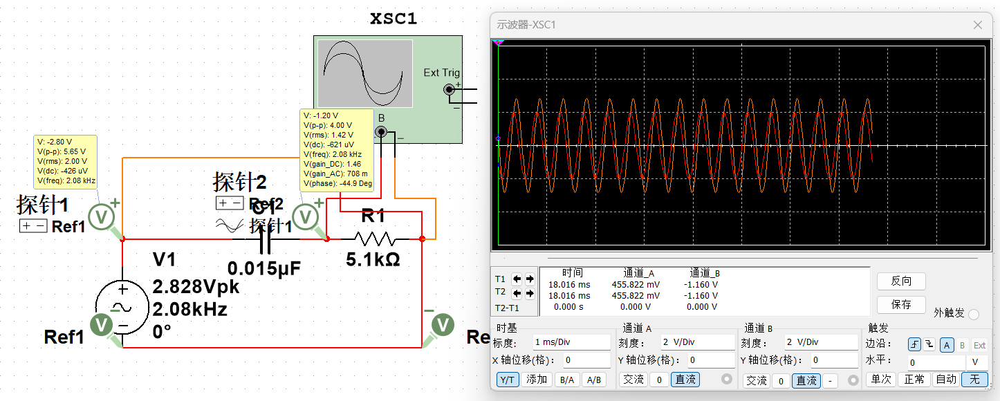 XSC1
Ext Trig
+
−
B
−
V: -1.20 V
V(p-p): 4.00 V
V(rms): 1.42 V
V(dc): -621 uV
V(freq): 2.08 kHz
V(gain_DC): 1.46
V(gain_AC): 708 m
V(phase): -44.9 Deg
V: -2.80 V
V(p-p): 5.65 V
V(rms): 2.00 V
V(dc): -426 uV
V(freq): 2.08 kHz
探针1
+ −
Ref1
V
+
探针2
+ −
Ref2
C1
探针1
V
+
R1
5.1kΩ
0.015µF
V1
2.828Vpk
2.08kHz
0°
+
−
Ref1
V
−
V
−
Re
示波器-XSC1
时间 通道_A 通道_B
T1 18.016 ms 455.822 mV -1.160 V
T2 18.016 ms 455.822 mV -1.160 V
T2-T1 0.000 s 0.000 V 0.000 V
反向
保存
外触发
时基
标度: 1 ms/Div
X 轴位移(格): 0
Y/T 添加 B/A A/B
通道 A
刻度: 2 V/Div
Y 轴位移(格): 0
交流 0 直流
通道 B
刻度: 2 V/Div
Y 轴位移(格): 0
交流 0 直流 -
触发
边沿: A B Ext
水平: 0 V
单次 正常 自动 无